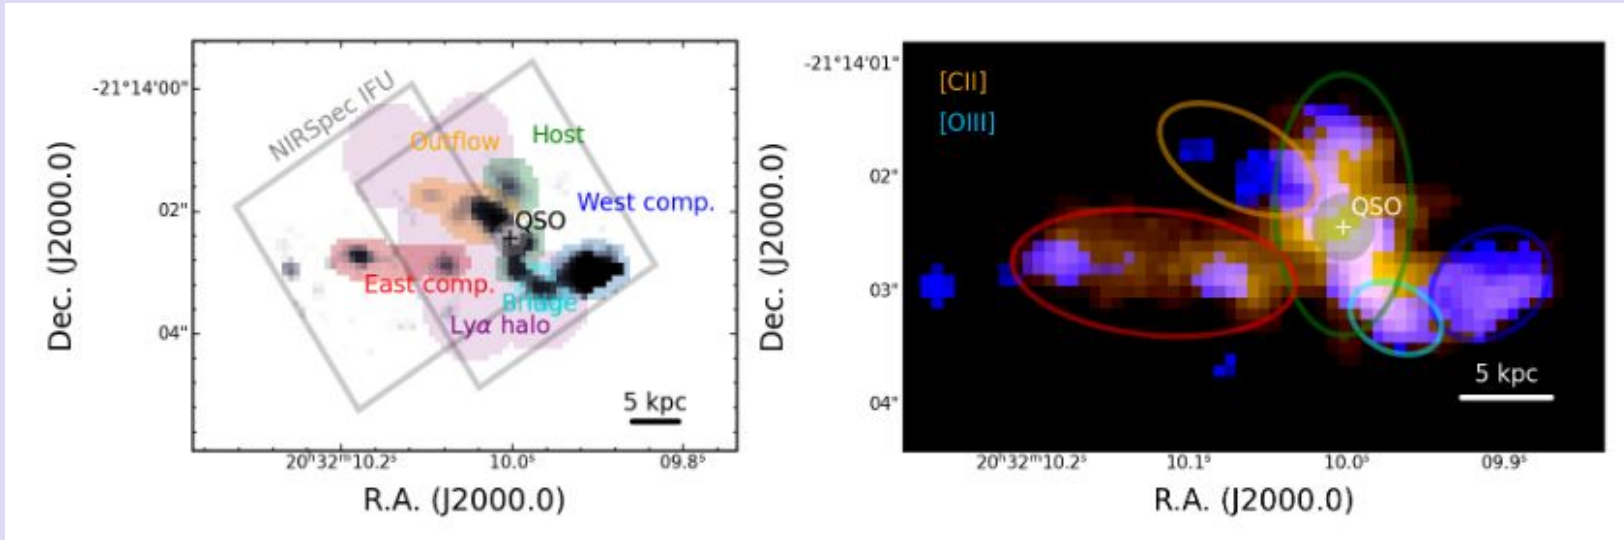 -21°14'00"
02"
04"
Dec. (J2000.0)
NIRSpec IFU
Outflow
Host
West comp.
QSO
East comp.
Bridge
Lyα halo
5 kpc
20ʰ32ᵐ10.2ˢ
10.0ˢ
09.8ˢ
R.A. (J2000.0)
-21°14'01"
02"
03"
04"
Dec. (J2000.0)
[CII]
[OIII]
QSO
5 kpc
20ʰ32ᵐ10.2ˢ
10.1ˢ
10.0ˢ
09.9ˢ
R.A. (J2000.0)